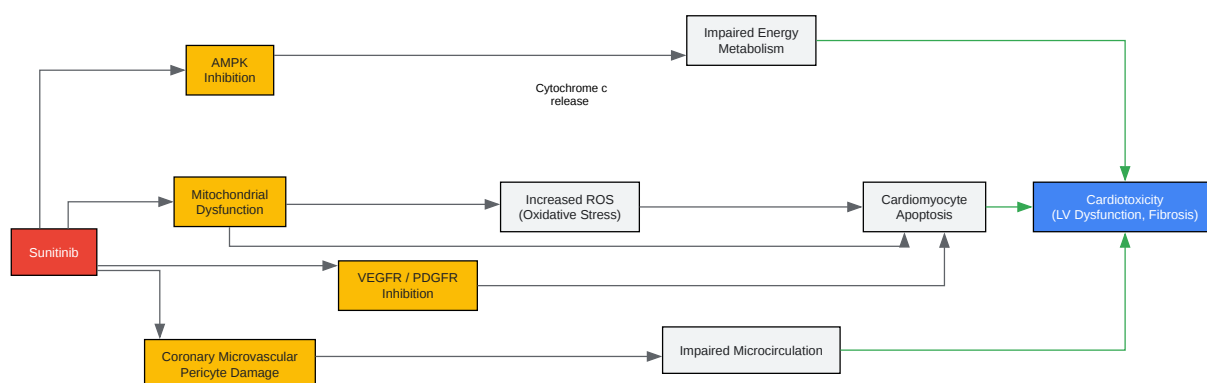 Impaired Energy
Metabolism
AMPK
Inhibition
Cytochrome c
release
Mitochondrial
Dysfunction
Increased ROS
(Oxidative Stress)
Cardiomyocyte
Apoptosis
Cardiotoxicity
(LV Dysfunction, Fibrosis)
Sunitinib
VEGFR / PDGFR
Inhibition
Coronary Microvascular
Pericyte Damage
Impaired Microcirculation